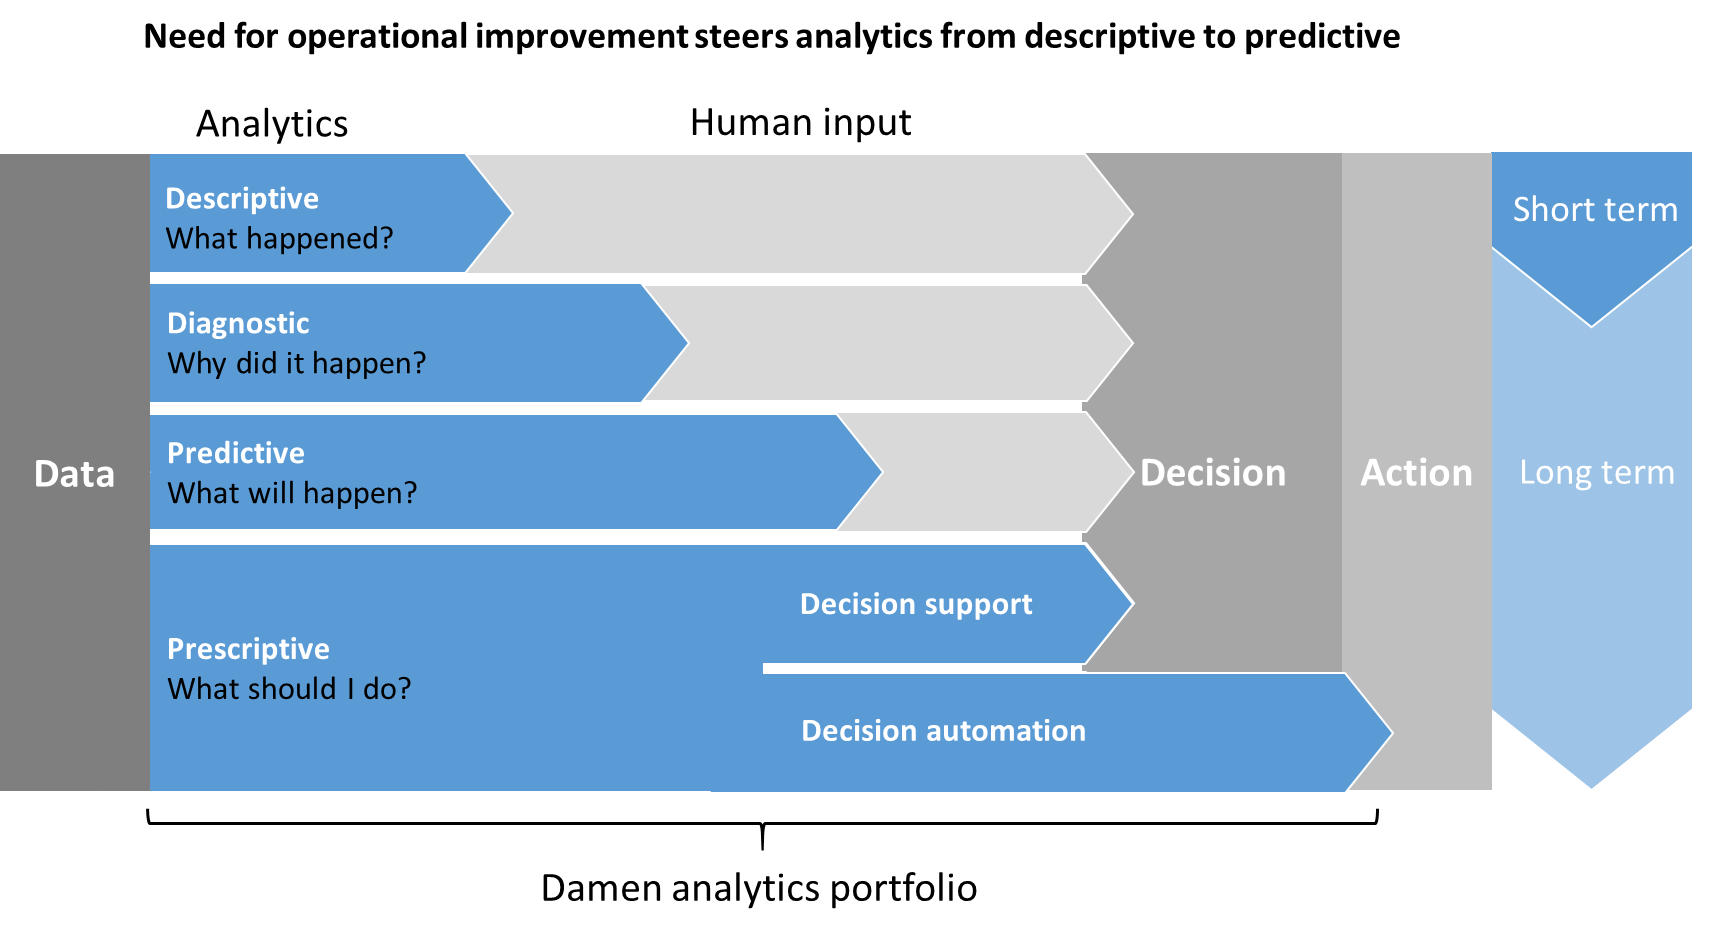 Need for operational improvement steers analytics from descriptive to predictive
Analytics
Human input
Descriptive
What happened?
Diagnostic
Why did it happen?
Predictive
What will happen?
Prescriptive
What should I do?
Decision support
Decision automation
Data
Decision
Action
Short term
Long term
Damen analytics portfolio